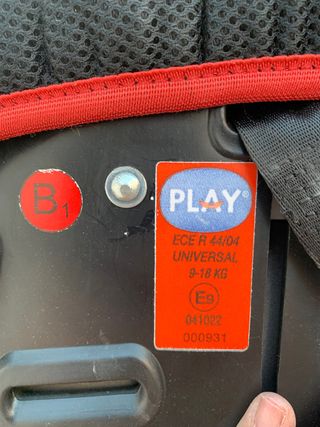 B1
PLAY®
ECE R 44/04
UNIVERSAL
9-18 KG
E9
041022
000931